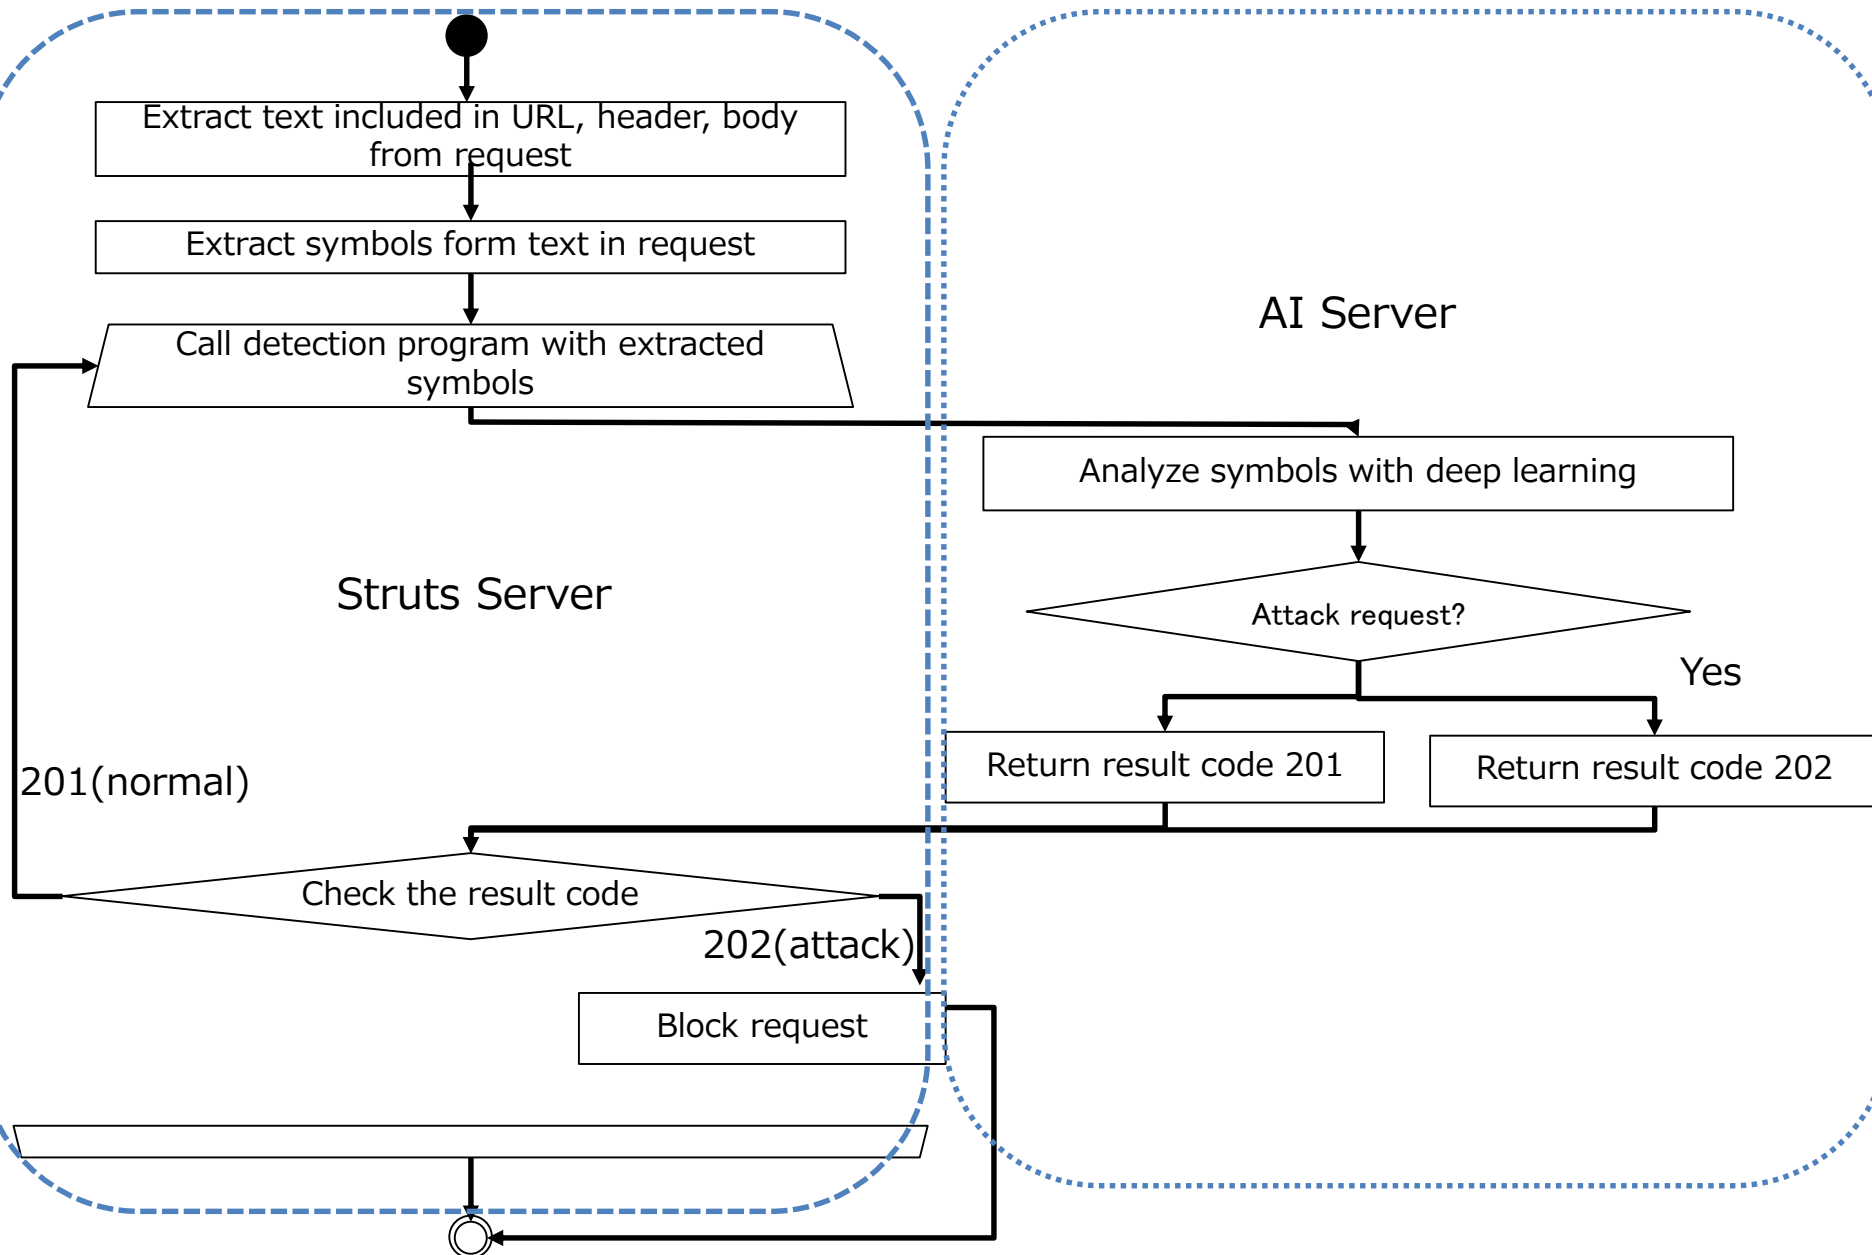 Extract text included in URL, header, body
from request
Extract symbols form text in request
Call detection program with extracted
symbols
AI Server
Analyze symbols with deep learning
Struts Server
Attack request?
Yes
Return result code 201
Return result code 202
201(normal)
Check the result code
202(attack)
Block request